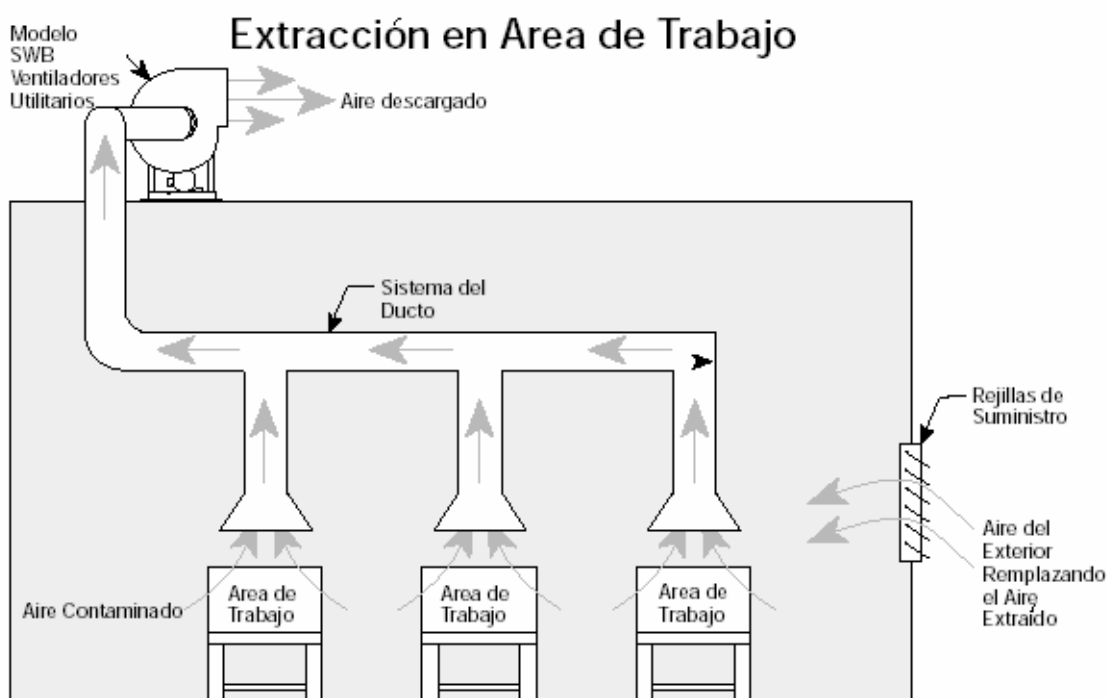 Extracción en Area de Trabajo
Modelo
SWB
Ventiladores
Utilitarios
Aire descargado
Sistema del
Ducto
Rejillas de
Suministro
Aire del
Exterior
Remplazando
el Aire
Extraído
Aire Contaminado
Area de
Trabajo
Area de
Trabajo
Area de
Trabajo